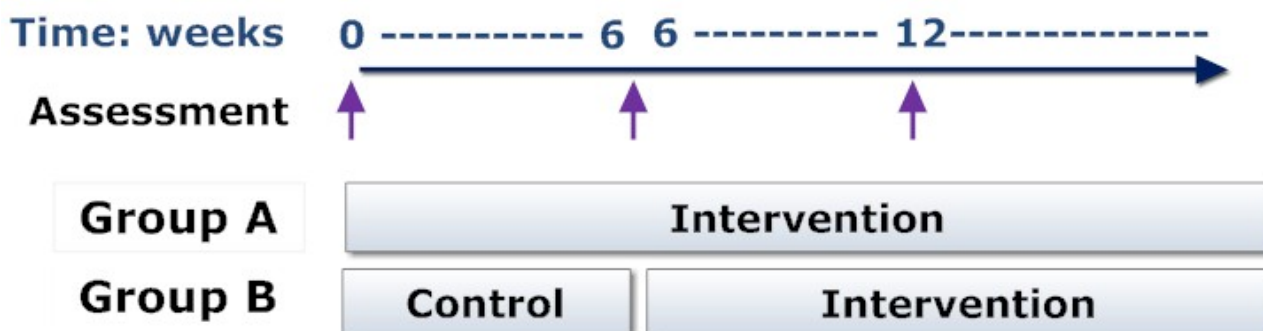 Time: weeks 0 ----------- 6 6 ---------- 12--------------
Assessment
Group A Intervention
Group B Control Intervention